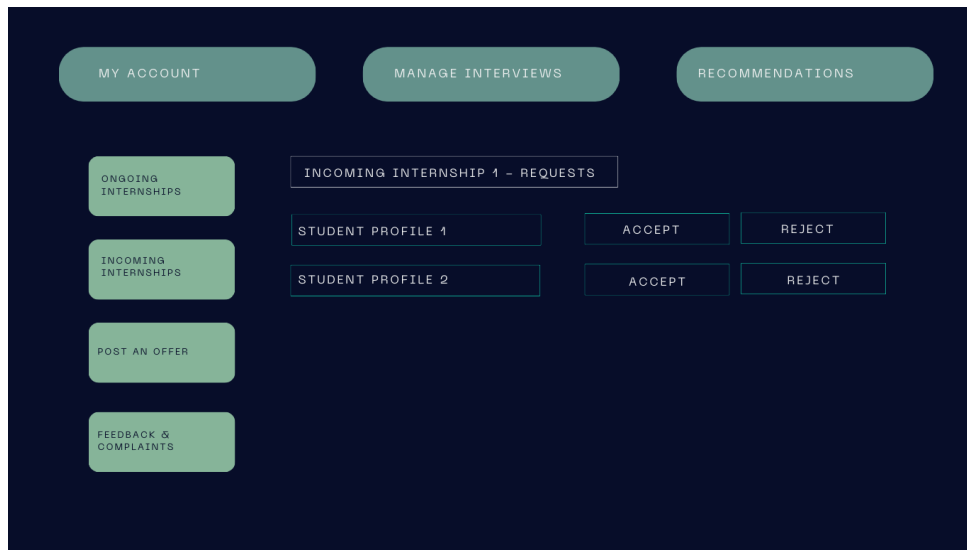 MY ACCOUNT
MANAGE INTERVIEWS
RECOMMENDATIONS
ONGOING
INTERNSHIPS
INCOMING
INTERNSHIPS
POST AN OFFER
FEEDBACK &
COMPLAINTS
INCOMING INTERNSHIP 1 - REQUESTS
STUDENT PROFILE 1
ACCEPT
REJECT
STUDENT PROFILE 2
ACCEPT
REJECT